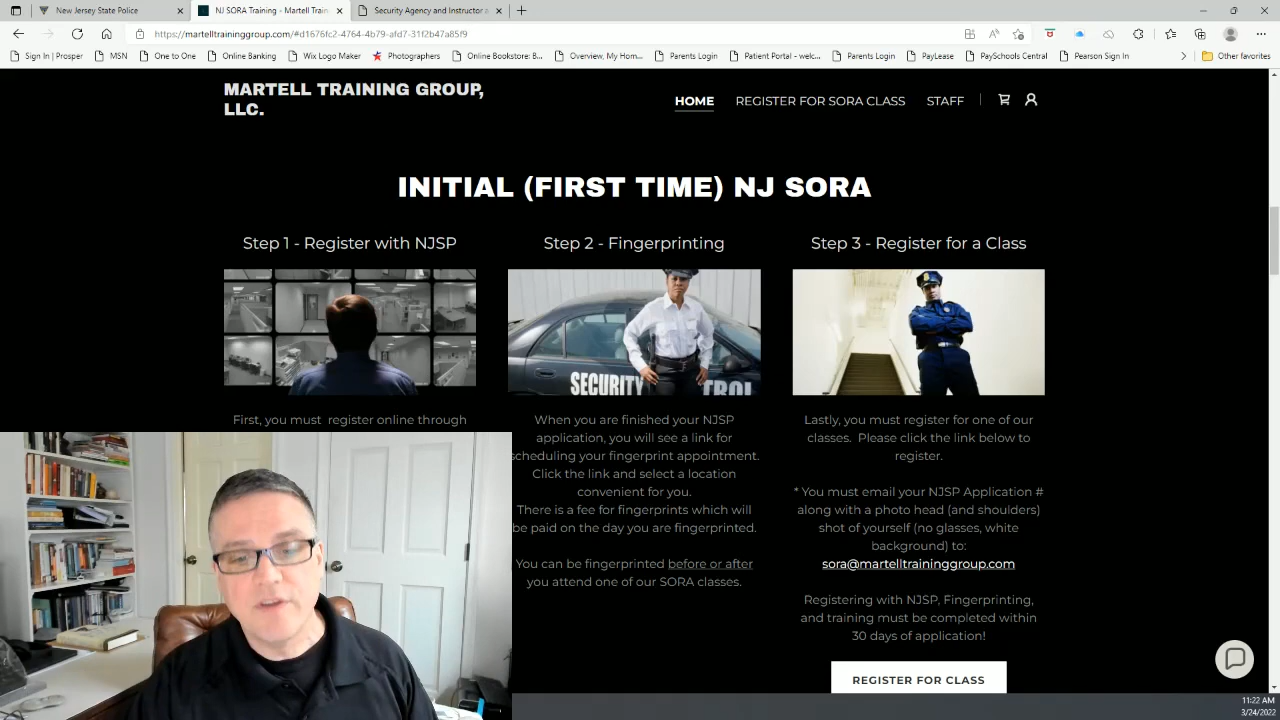 New Jersey State Police
NJ SORA Training - Martell Train
Security Agency and Instructor a
https://martelltraininggroup.com/#d1676fc2-4764-4b79-afd7-31f2b47a85f9
Sign In | Prosper
MSN
One to One
Online Banking
Wix Logo Maker
Photographers
Online Bookstore: B...
Overview, My Hom...
Parents Login
Patient Portal - welc...
Parents Login
PayLease
PaySchools Central
Pearson Sign In
Other favorites
MARTELL TRAINING GROUP,
LLC.
HOME
REGISTER FOR SORA CLASS
STAFF
INITIAL (FIRST TIME) NJ SORA
Step 1 - Register with NJSP
First, you must register online through
Step 2 - Fingerprinting
SECURITY
When you are finished your NJSP
application, you will see a link for
scheduling your fingerprint appointment.
Click the link and select a location
convenient for you.
There is a fee for fingerprints which will
be paid on the day you are fingerprinted.
You can be fingerprinted before or after
you attend one of our SORA classes.
Step 3 - Register for a Class
Lastly, you must register for one of our
classes. Please click the link below to
register.
* You must email your NJSP Application #
along with a photo head (and shoulders)
shot of yourself (no glasses, white
background) to:
sora@martelltraininggroup.com
Registering with NJSP, Fingerprinting,
and training must be completed within
30 days of application!
REGISTER FOR CLASS
11:22 AM
3/24/2022